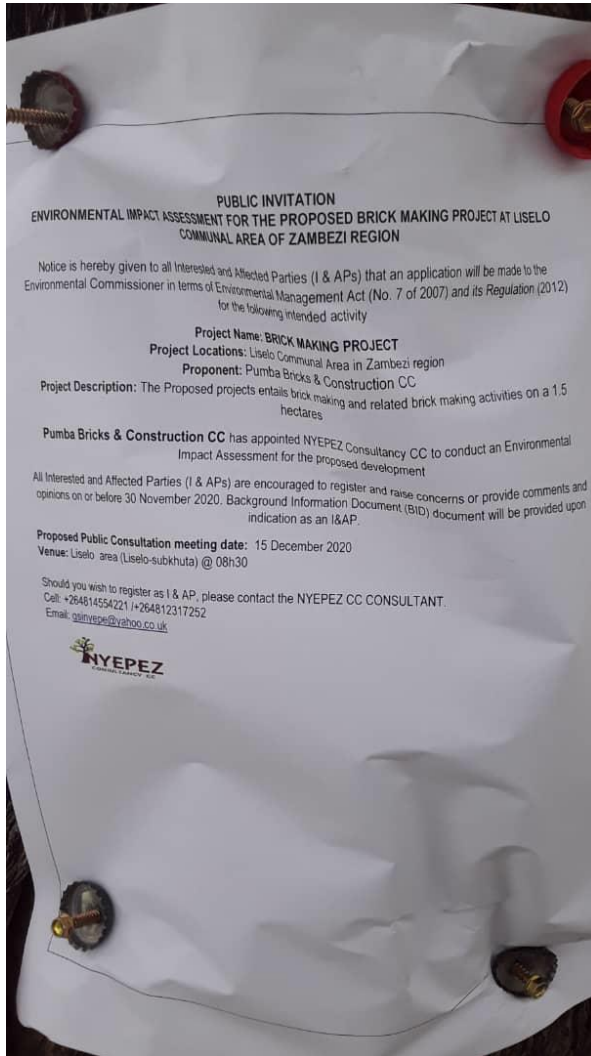 PUBLIC INVITATION
ENVIRONMENTAL IMPACT ASSESSMENT FOR THE PROPOSED BRICK MAKING PROJECT AT LISELO
COMMUNAL AREA OF ZAMBEZI REGION
Notice is hereby given to all Interested and Affected Parties (I & APs) that an application will be made to the
Environmental Commissioner in terms of Environmental Management Act (No. 7 of 2007) and its Regulation (2012)
for the following intended activity
Project Name: BRICK MAKING PROJECT
Project Locations: Liselo Communal Area in Zambezi region
Proponent: Pumba Bricks & Construction CC
Project Description: The Proposed projects entails brick making and related brick making activities on a 1.5
hectares
Pumba Bricks & Construction CC has appointed NYEPEZ Consultancy CC to conduct an Environmental
Impact Assessment for the proposed development
All Interested and Affected Parties (I & APs) are encouraged to register and raise concerns or provide comments and
opinions on or before 30 November 2020. Background Information Document (BID) document will be provided upon
indication as an I&AP.
Proposed Public Consultation meeting date: 15 December 2020
Venue: Liselo area (Liselo-subkhuta) @ 08h30
Should you wish to register as I & AP, please contact the NYEPEZ CC CONSULTANT.
Cell: +264814554221 /+264812317252
Email: gsinyepe@yahoo.co.uk
NYEPEZ
CONSULTANCY CC